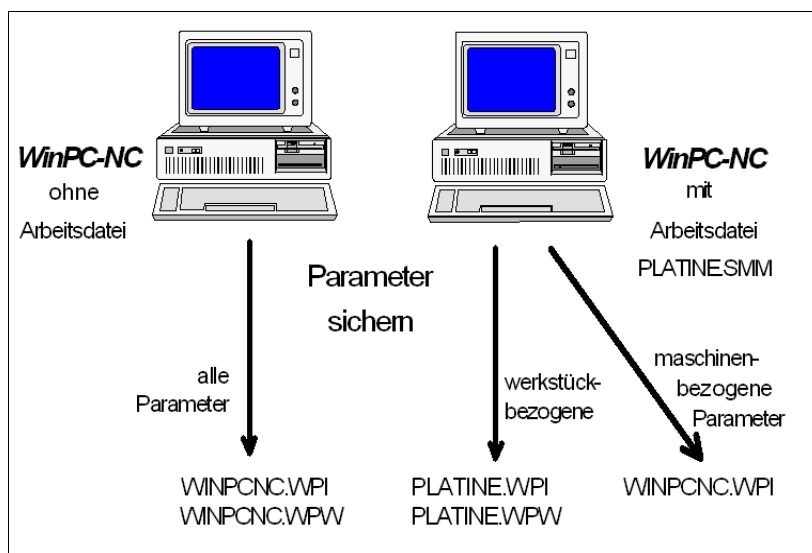 WinPC-NC
ohne
Arbeitsdatei
WinPC-NC
mit
Arbeitsdatei
PLATINE.SMM
Parameter
sichern
alle
Parameter
werkstück-
bezogene
maschinen-
bezogene
Parameter
WINPCNC.WPI
WINPCNC.WPW
PLATINE.WPI
PLATINE.WPW
WINPCNC.WPI